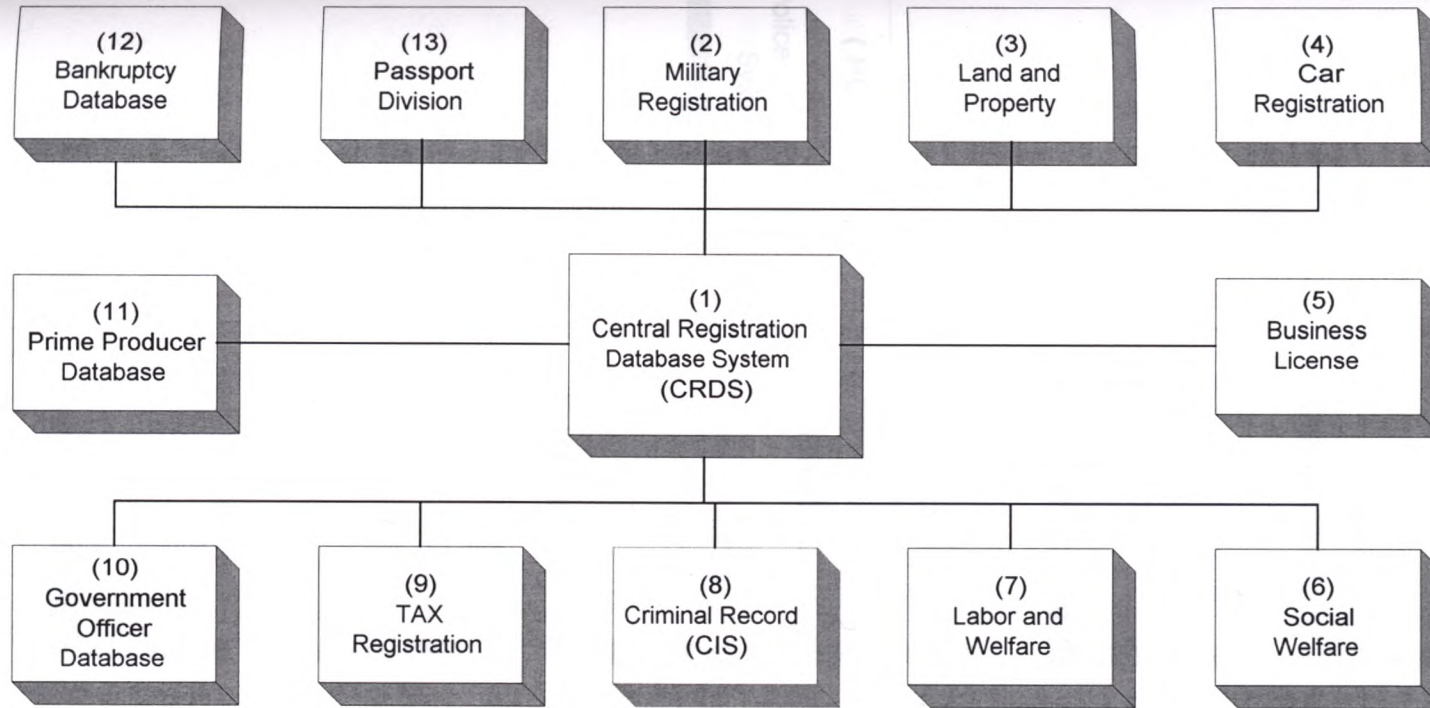 (12)
Bankruptcy
Database
(13)
Passport
Division
(2)
Military
Registration
(3)
Land and
Property
(4)
Car
Registration
(11)
Prime Producer
Database
(1)
Central Registration
Database System
(CRDS)
(5)
Business
License
(10)
Government
Officer
Database
(9)
TAX
Registration
(8)
Criminal Record
(CIS)
(7)
Labor and
Welfare
(6)
Social
Welfare